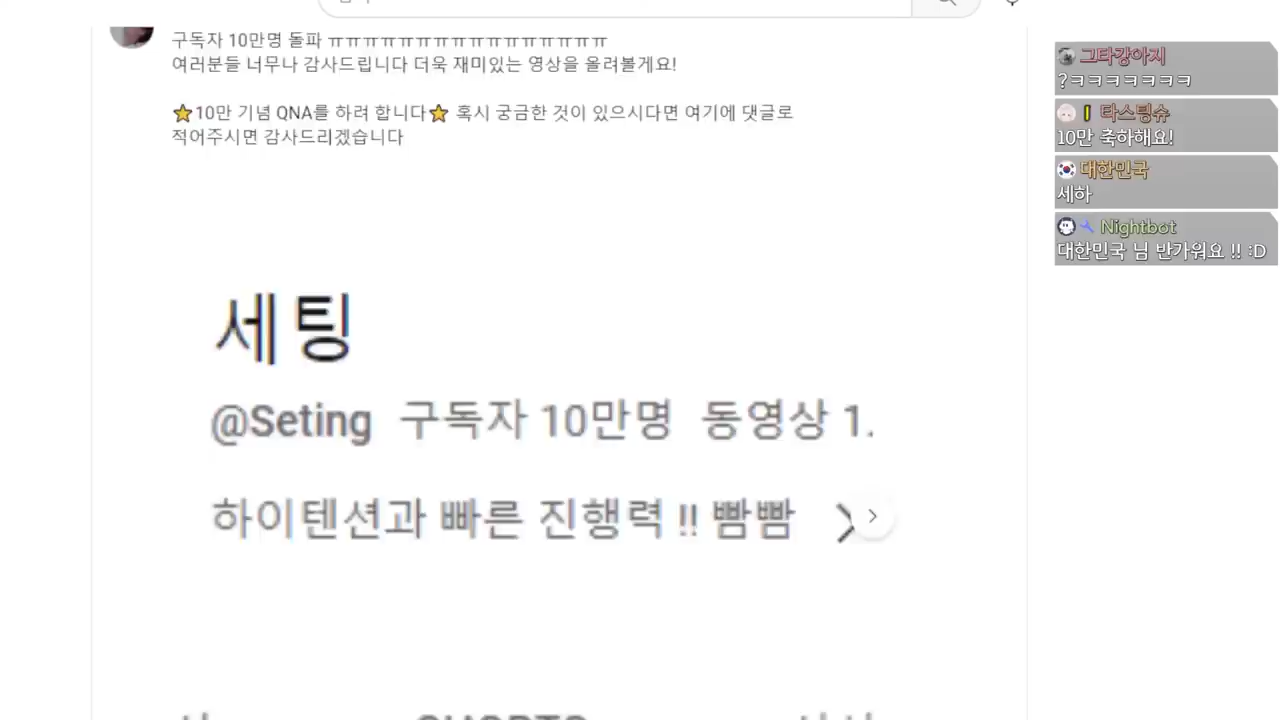 구독자 10만명 돌파 ㅠㅠㅠㅠㅠㅠㅠㅠㅠㅠㅠㅠㅠㅠㅠㅠ
여러분들 너무나 감사드립니다 더욱 재미있는 영상을 올려볼게요!
⭐10만 기념 QNA를 하려 합니다⭐ 혹시 궁금한 것이 있으시다면 여기에 댓글로
적어주시면 감사드리겠습니다
세팅
@Seting 구독자 10만명 동영상 1.
하이텐션과 빠른 진행력 !! 빰빰
그타강아지
?ㅋㅋㅋㅋㅋㅋㅋ
타스팅슈
10만 축하해요!
대한민국
세하
Nightbot
대한민국 님 반가워요 !! :D